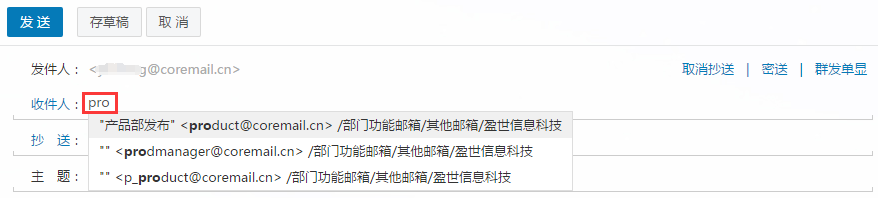 发 送 存草稿 取 消
发件人： g@coremail.cn> 取消抄送 | 密送 | 群发单显
收件人： pro
"产品部发布" <product@coremail.cn> /部门功能邮箱/其他邮箱/盈世信息科技
抄 送：
"" <prodmanager@coremail.cn> /部门功能邮箱/其他邮箱/盈世信息科技
主 题：
"" <p_product@coremail.cn> /部门功能邮箱/其他邮箱/盈世信息科技